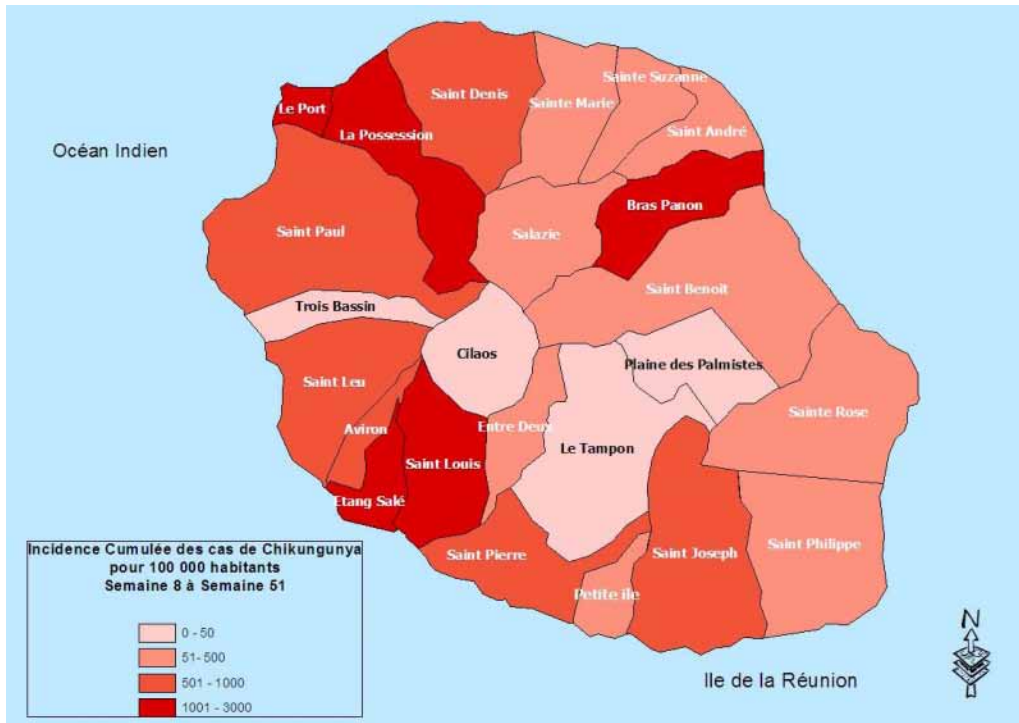 Sainte Suzanne
Saint Denis
Sainte Marie
Le Port
La Possession
Saint André
Océan Indien
Bras Panon
Saint Paul
Salazie
Saint Benoit
Trois Bassin
Cilaos
Plaine des Palmistes
Saint Leu
Sainte Rose
Aviron
Entre Deux
Le Tampon
Saint Louis
Etang Salé
Saint Philippe
Saint Pierre
Saint Joseph
Petite ile
Incidence Cumulée des cas de Chikungunya
pour 100 000 habitants
Semaine 8 à Semaine 51
0 - 50
51- 500
501 - 1000
1001 - 3000
N
Ile de la Réunion